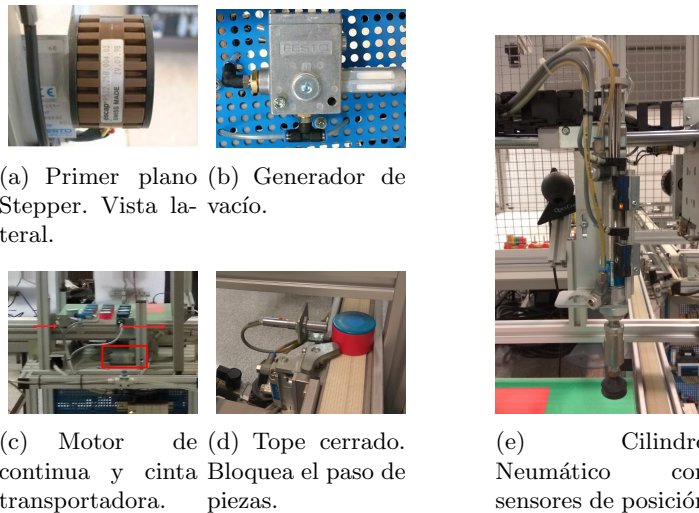 FESTO
(a) Primer plano
Stepper. Vista la-
teral.
(b) Generador de
vacío.
(c) Motor de
continua y cinta
transportadora.
(d) Tope cerrado.
Bloquea el paso de
piezas.
(e) Cilindro
Neumático con
sensores de posición